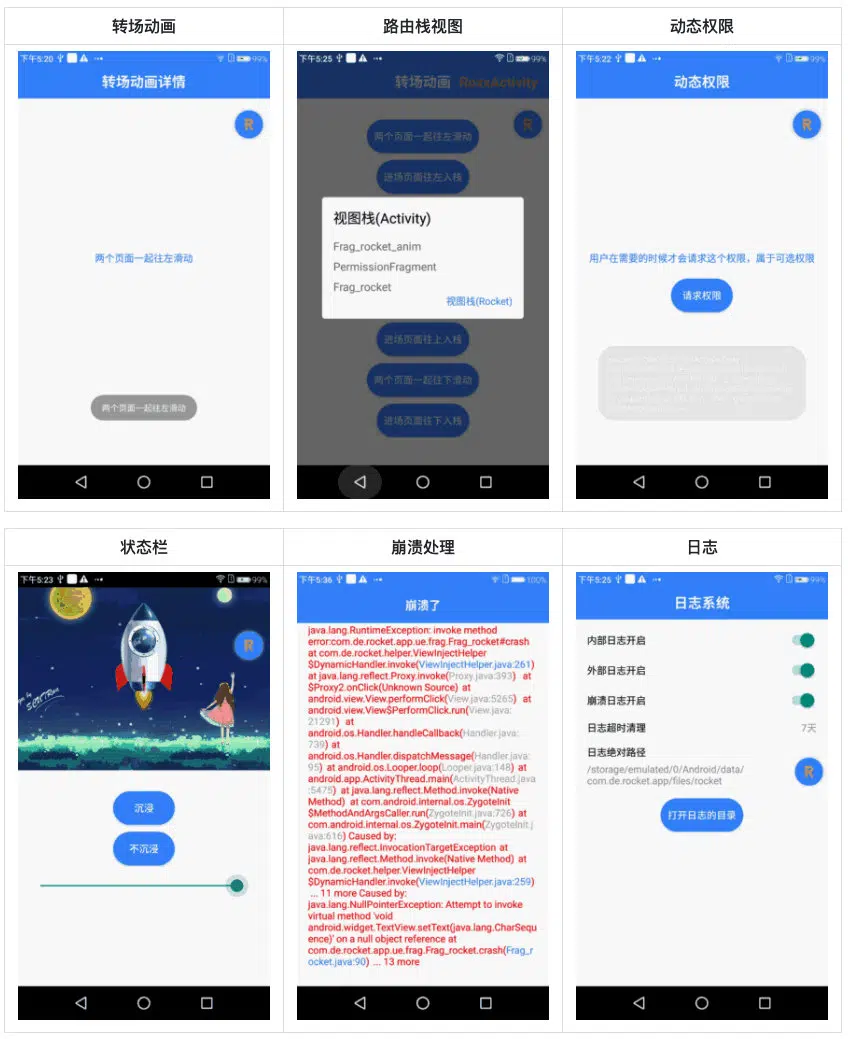 转场动画
路由栈视图
动态权限
下午5:20
99%
转场动画详情
R
两个页面一起往左滑动
两个页面一起往左滑动
下午5:25
99%
转场动画 RoxxActivity
R
两个页面一起往左滑动
进场页面往左入栈
视图栈(Activity)
Frag_rocket_anim
PermissionFragment
Frag_rocket
视图栈(Rocket)
进场页面往上入栈
两个页面一起往下滑动
进场页面往下入栈
下午5:22
99%
动态权限
R
用户在需要的时候才会请求这个权限，属于可选权限
请求权限
状态栏
崩溃处理
日志
下午5:23
99%
R
沉浸
不沉浸
下午5:36
100%
崩溃了
java.lang.RuntimeException: invoke method
error:com.de.rocket.app.ue.frag.Frag_rocket#crash
at com.de.rocket.helper.ViewInjectHelper
$DynamicHandler.invoke(ViewInjectHelper.java:261)
at java.lang.reflect.Proxy.invoke(Proxy.java:393) at
$Proxy2.onClick(Unknown Source) at
android.view.View.performClick(View.java:5265) at
android.view.View$PerformClick.run(View.java:
21291) at
android.os.Handler.handleCallback(Handler.java:
739) at
android.os.Handler.dispatchMessage(Handler.java:
95) at android.os.Looper.loop(Looper.java:148) at
android.app.ActivityThread.main(ActivityThread.java
:5475) at java.lang.reflect.Method.invoke(Native
Method) at com.android.internal.os.ZygoteInit
$MethodAndArgsCaller.run(ZygoteInit.java:726) at
com.android.internal.os.ZygoteInit.main(ZygoteInit.j
ava:616) Caused by:
java.lang.reflect.InvocationTargetException at
java.lang.reflect.Method.invoke(Native Method) at
com.de.rocket.helper.ViewInjectHelper
$DynamicHandler.invoke(ViewInjectHelper.java:259)
... 11 more Caused by:
java.lang.NullPointerException: Attempt to invoke
virtual method 'void
android.widget.TextView.setText(java.lang.CharSequ
ence)' on a null object reference at
com.de.rocket.app.ue.frag.Frag_rocket.crash(Frag_r
ocket.java:90) ... 13 more
下午5:25
99%
日志系统
内部日志开启
外部日志开启
崩溃日志开启
日志超时清理 7天
日志绝对路径
/storage/emulated/0/Android/data/
com.de.rocket.app/files/rocket
R
打开日志的目录